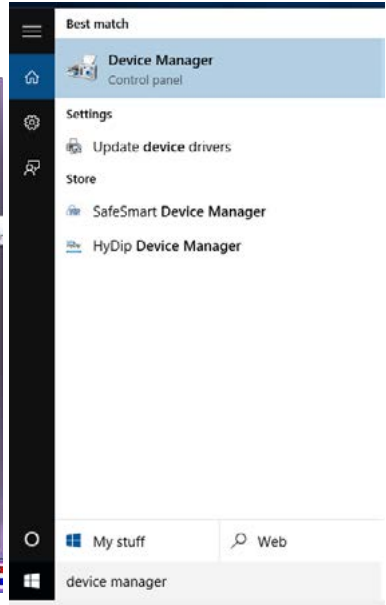 Best match
Device Manager
Control panel
Settings
Update device drivers
Store
SafeSmart Device Manager
HyDip Device Manager
My stuff
Web
device manager